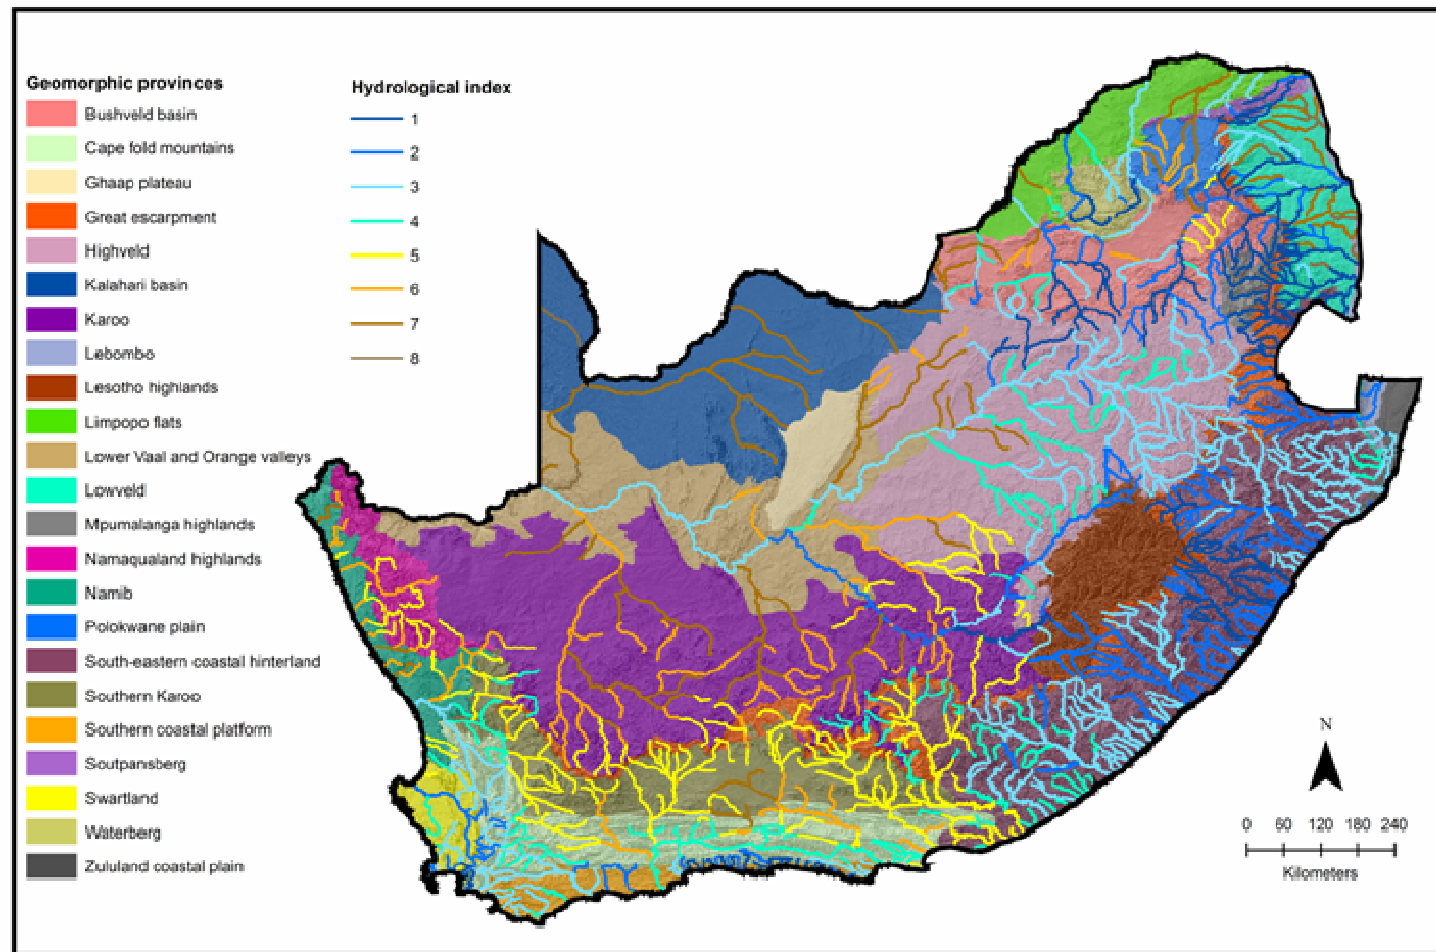 Geomorphic provinces
Bushveld basin
Cape fold mountains
Ghaap plateau
Great escarpment
Highveld
Kalaharii basin
Karoo
Lebombo
Lesotho highlands
Limpopo flats
Lower Vaal and Orange valleys
Lowveld
Mpumalanga highlands
Namaqualand highlands
Namib
Polokwane plain
South-eastern coastal hinterland
Southern Karoo
Southern coastal platform
Soutpansberg
Swartland
Waterberg
Zululand coastal plain
Hydrological index
1
2
3
4
5
6
7
8
N
0 60 120 180 240
Kilometers